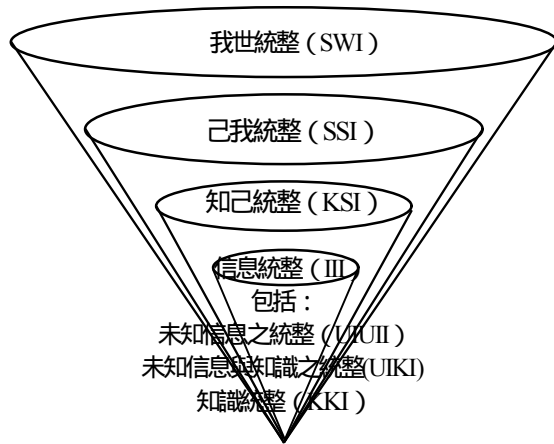 我世統整（SWI）
己我統整（SSI）
知己統整（KSI）
信息統整（III
包括：
未知信息之統整（UIUII）
未知信息與知識之統整(UIKI)
知識統整（KKI）